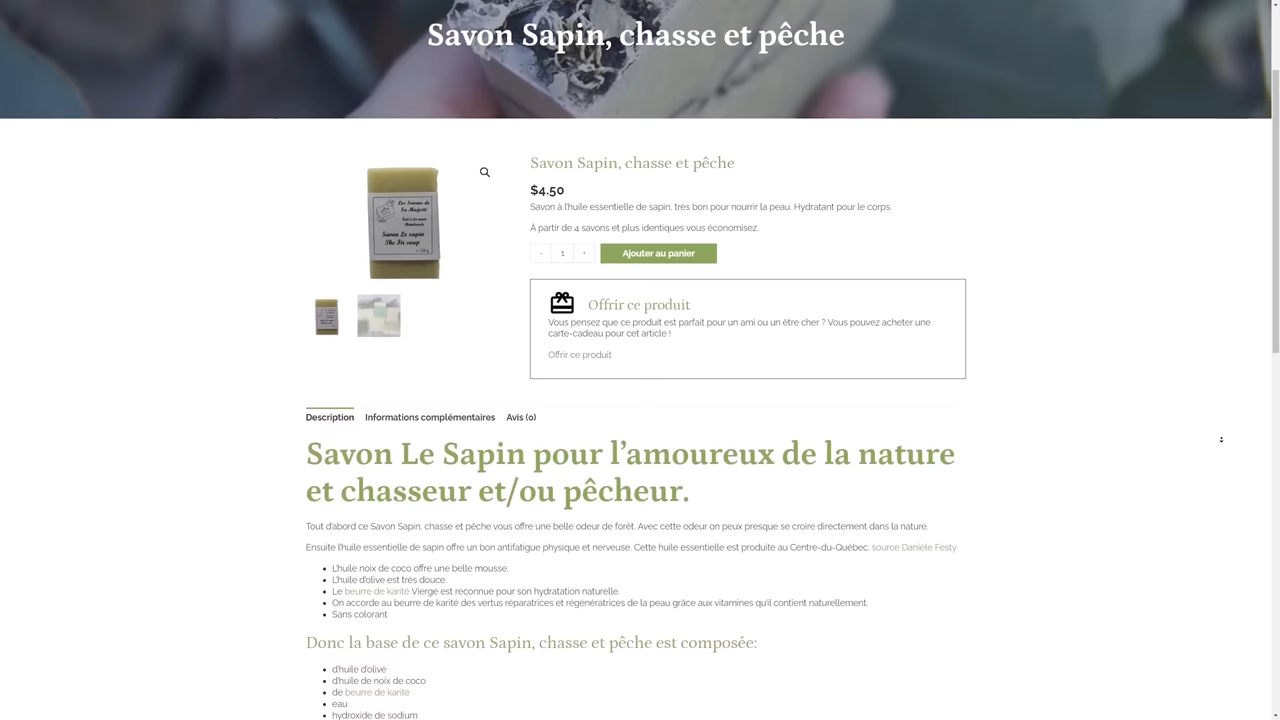 Savon Sapin, chasse et pêche
Savon Sapin, chasse et pêche
$4.50
Savon à l'huile essentielle de sapin, très bon pour nourrir la peau. Hydratant pour le corps.
À partir de 4 savons et plus identiques vous économisez.
- 1 + Ajouter au panier
Les Savons de
Sa Majesté
Savon Le sapin
The Fir soap
Offrir ce produit
Vous pensez que ce produit est parfait pour un ami ou un être cher ? Vous pouvez acheter une
carte-cadeau pour cet article !
Offrir ce produit
Description Informations complémentaires Avis (0)
Savon Le Sapin pour l’amoureux de la nature
et chasseur et/ou pêcheur.
Tout d'abord ce Savon Sapin, chasse et pêche vous offre une belle odeur de forêt. Avec cette odeur on peux presque se croire directement dans la nature.
Ensuite l'huile essentielle de sapin offre un bon antifatigue physique et nerveuse. Cette huile essentielle est produite au Centre-du-Québec. source Danièle Festy
• L'huile noix de coco offre une belle mousse.
• L'huile d'olive est très douce.
• Le beurre de karité Vierge est reconnue pour son hydratation naturelle.
• On accorde au beurre de karité des vertus réparatrices et régénératrices de la peau grâce aux vitamines qu'il contient naturellement.
• Sans colorant
Donc la base de ce savon Sapin, chasse et pêche est composée:
• d'huile d'olive
• d'huile de noix de coco
• de beurre de karité
• eau
• hydroxide de sodium